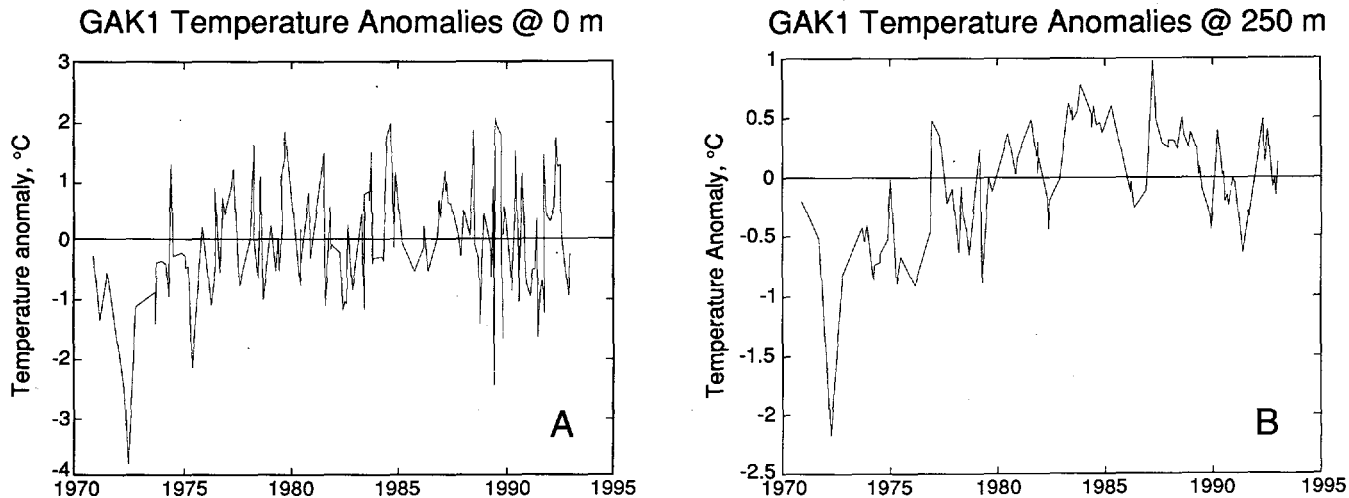 GAK1 Temperature Anomalies @ 0 m
Temperature anomaly, °C
3
2
1
0
-1
-2
-3
-4
1970 1975 1980 1985 1990 1995
A
GAK1 Temperature Anomalies @ 250 m
Temperature Anomaly, °C
1
0.5
0
-0.5
-1
-1.5
-2
-2.5
1970 1975 1980 1985 1990 1995
B